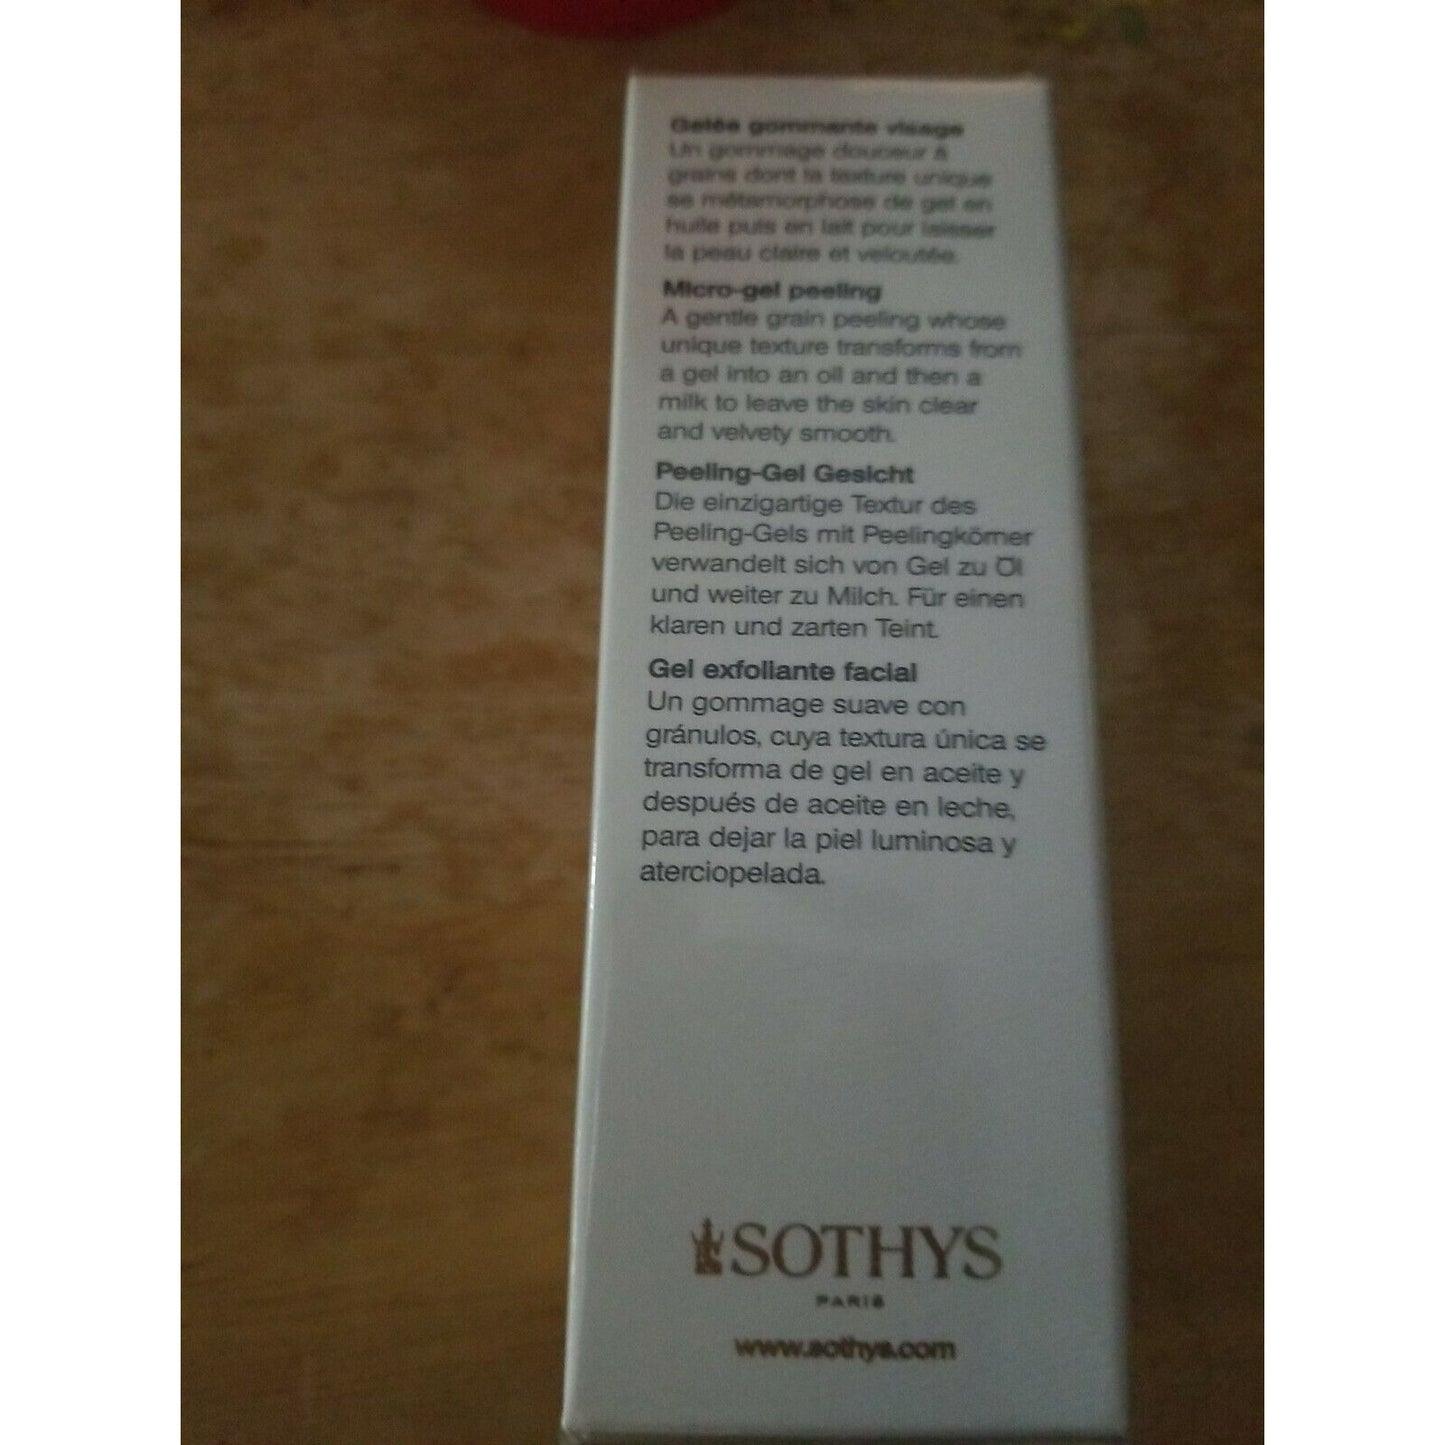 Gelée gommante visage
Un gommage douceur à
grains dont la texture unique
se métamorphose de gel en
huile puis en lait pour laisser
la peau claire et veloutée.
Micro-gel peeling
A gentle grain peeling whose
unique texture transforms from
a gel into an oil and then a
milk to leave the skin clear
and velvety smooth.
Peeling-Gel Gesicht
Die einzigartige Textur des
Peeling-Gels mit Peelingkörner
verwandelt sich von Gel zu Öl
und weiter zu Milch. Für einen
klaren und zarten Teint.
Gel exfoliante facial
Un gommage suave con
gránulos, cuya textura única se
transforma de gel en aceite y
después de aceite en leche,
para dejar la piel luminosa y
aterciopelada.
SOTHYS
PARIS
www.sothys.com